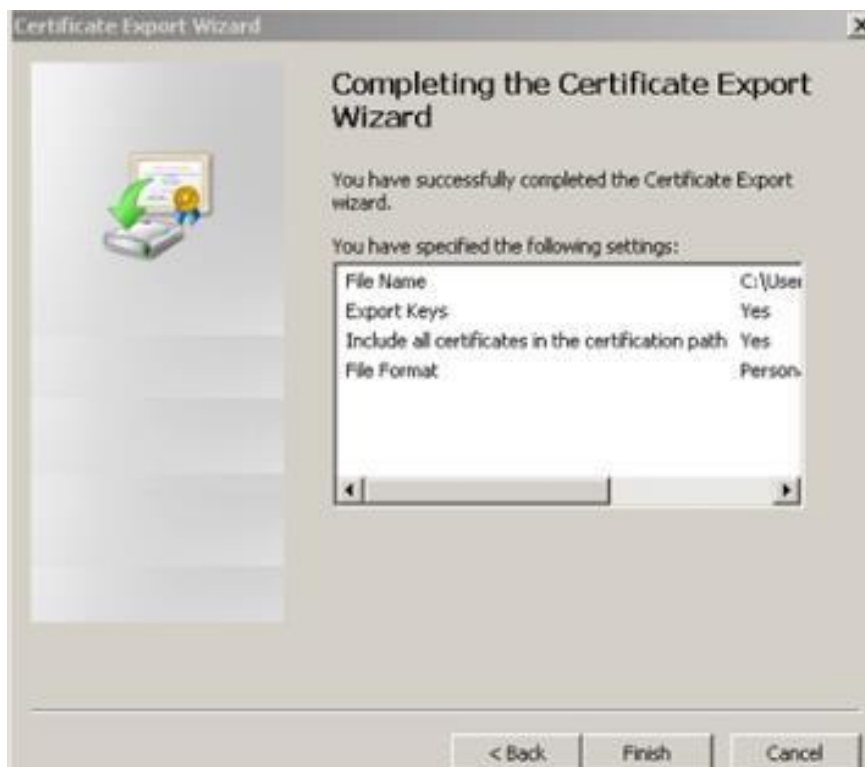 Certificate Export Wizard
Completing the Certificate Export
Wizard
You have successfully completed the Certificate Export
wizard.
You have specified the following settings:
File Name C:\User
Export Keys Yes
Include all certificates in the certification path Yes
File Format Person
< Back Finish Cancel